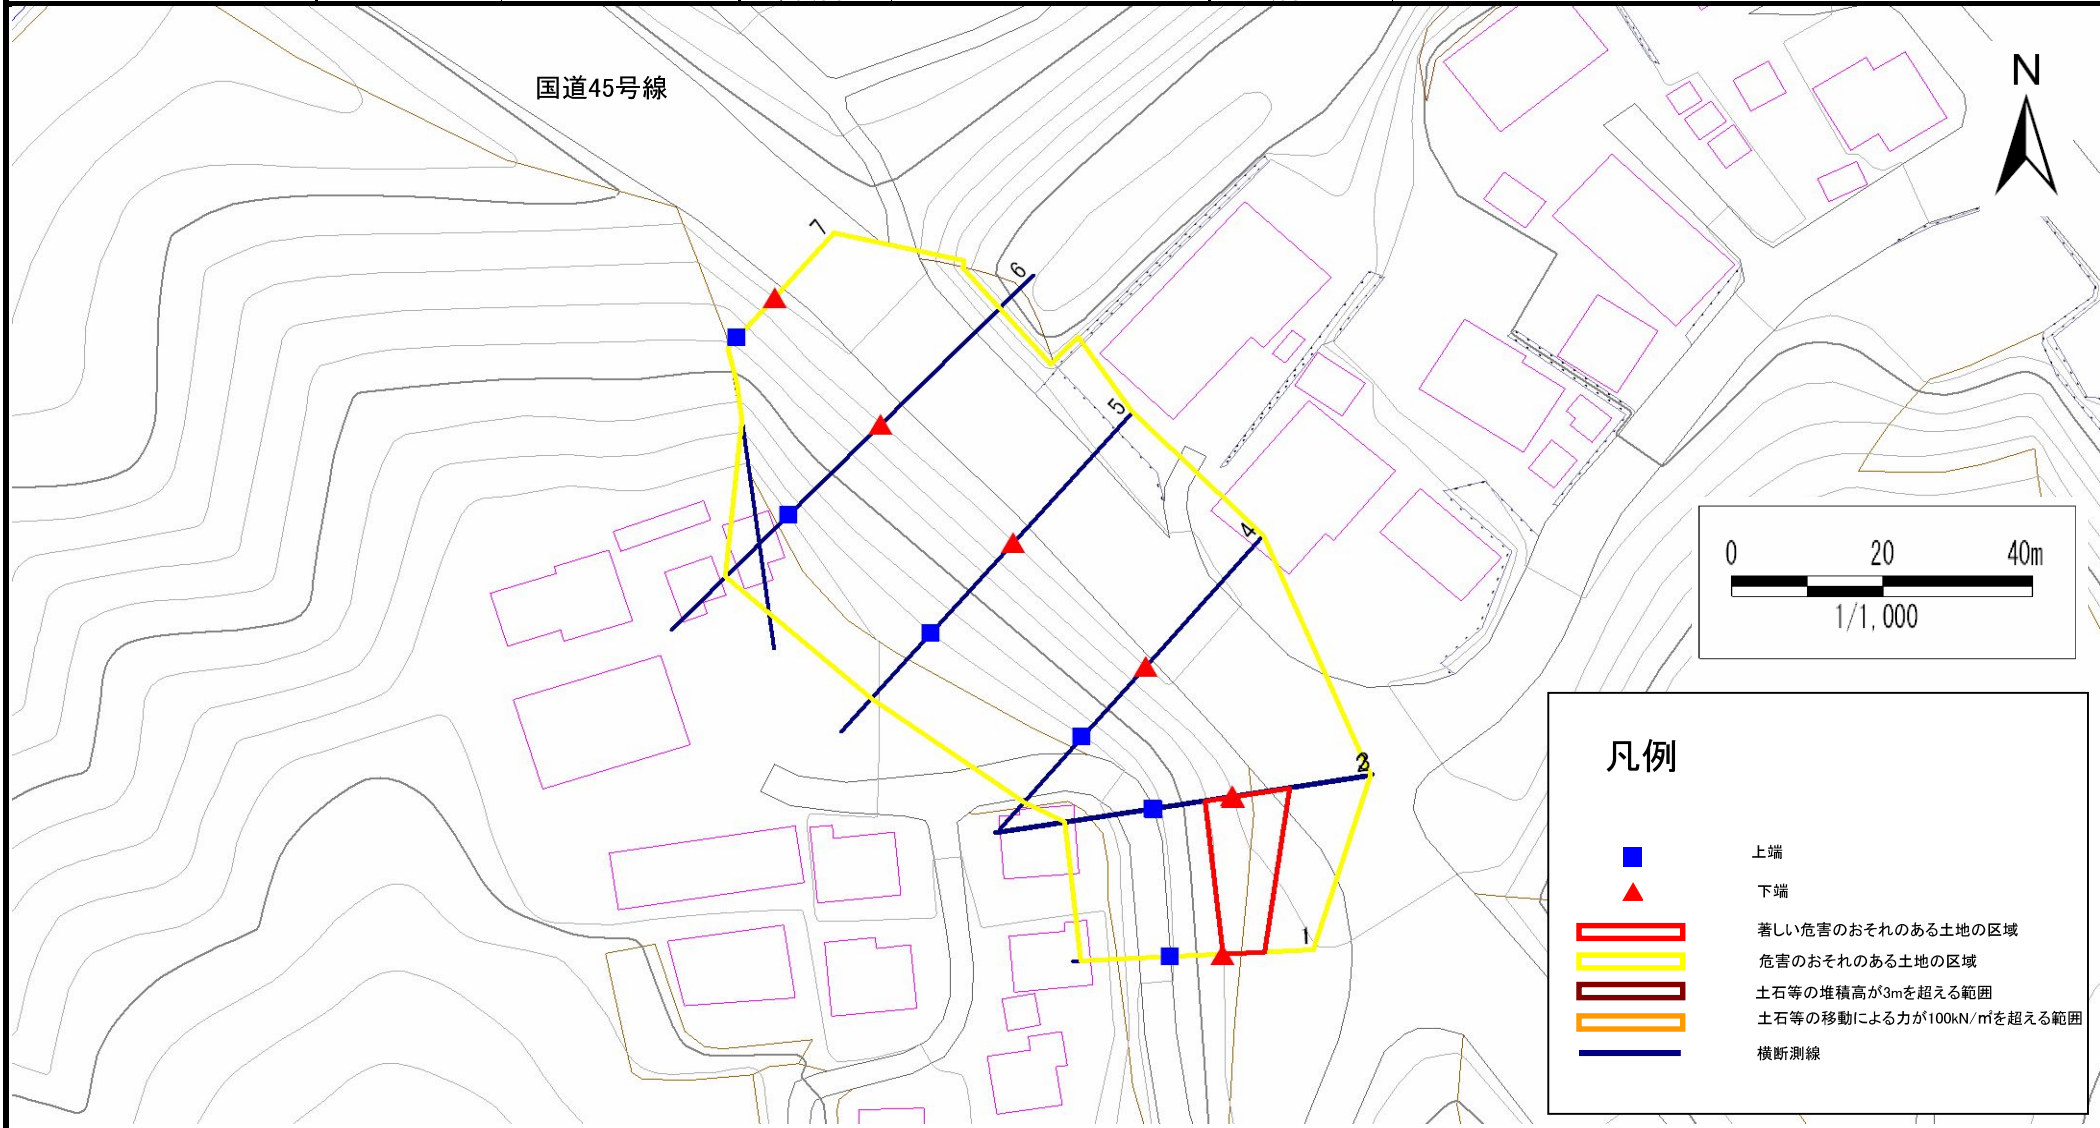 国道45号線
N
7
6
5
4
2
1
0 20 40m
1/1,000
凡例
上端
下端
著しい危害のおそれのある土地の区域
危害のおそれのある土地の区域
土石等の堆積高が3mを超える範囲
土石等の移動による力が100kN/㎡を超える範囲
横断測線